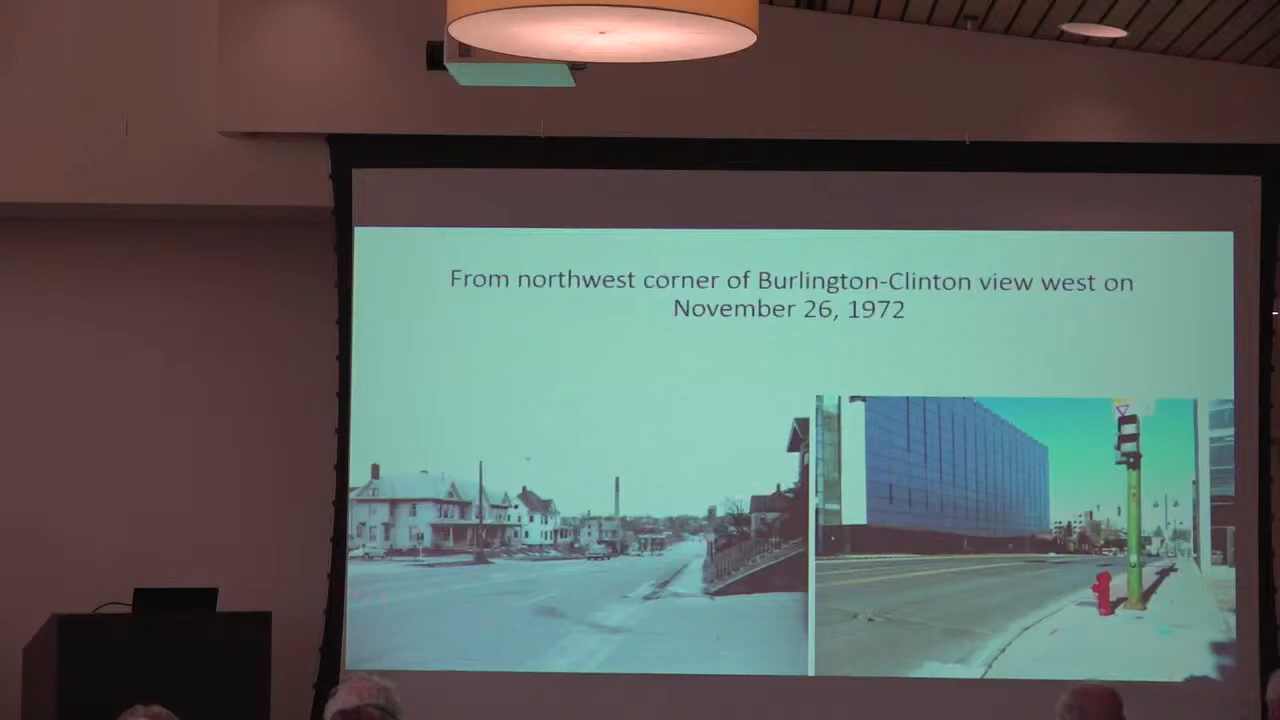 From northwest corner of Burlington-Clinton view west on
November 26, 1972